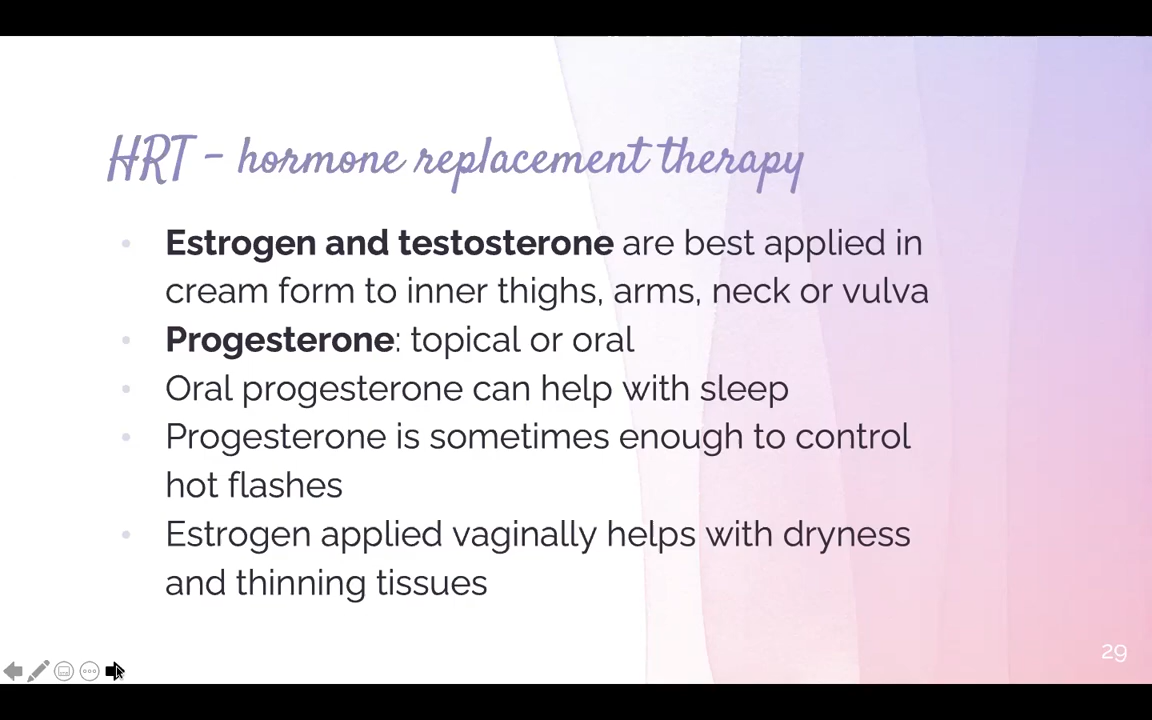 HRT - hormone replacement therapy
• Estrogen and testosterone are best applied in
cream form to inner thighs, arms, neck or vulva
• Progesterone: topical or oral
• Oral progesterone can help with sleep
• Progesterone is sometimes enough to control
hot flashes
• Estrogen applied vaginally helps with dryness
and thinning tissues
29